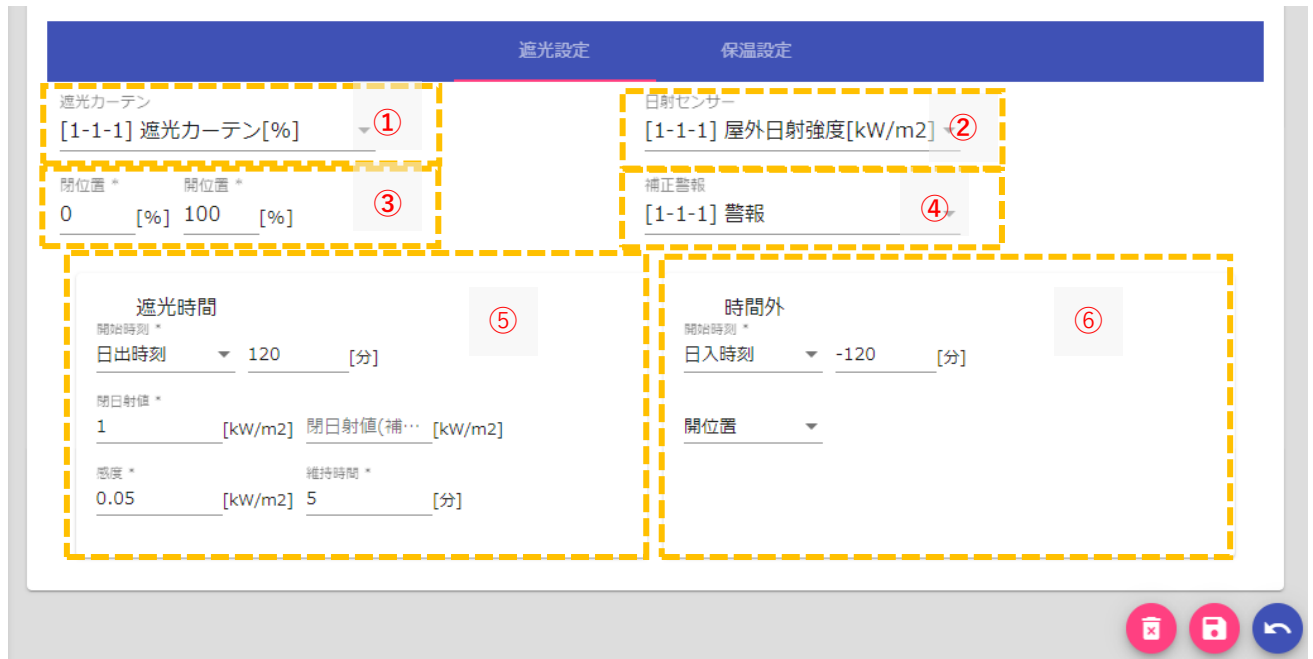 遮光設定 保温設定
遮光カーテン
[1-1-1] 遮光カーテン[%] ①
日射センサー
[1-1-1] 屋外日射強度[kW/m2] ②
閉位置 * 開位置 *
0 [%] 100 [%] ③
補正警報
[1-1-1] 警報 ④
遮光時間 ⑤
開始時刻 *
日出時刻 120 [分]
閉日射値 *
1 [kW/m2] 閉日射値(補… [kW/m2]
感度 * 維持時間 *
0.05 [kW/m2] 5 [分]
時間外 ⑥
開始時刻 *
日入時刻 -120 [分]
開位置